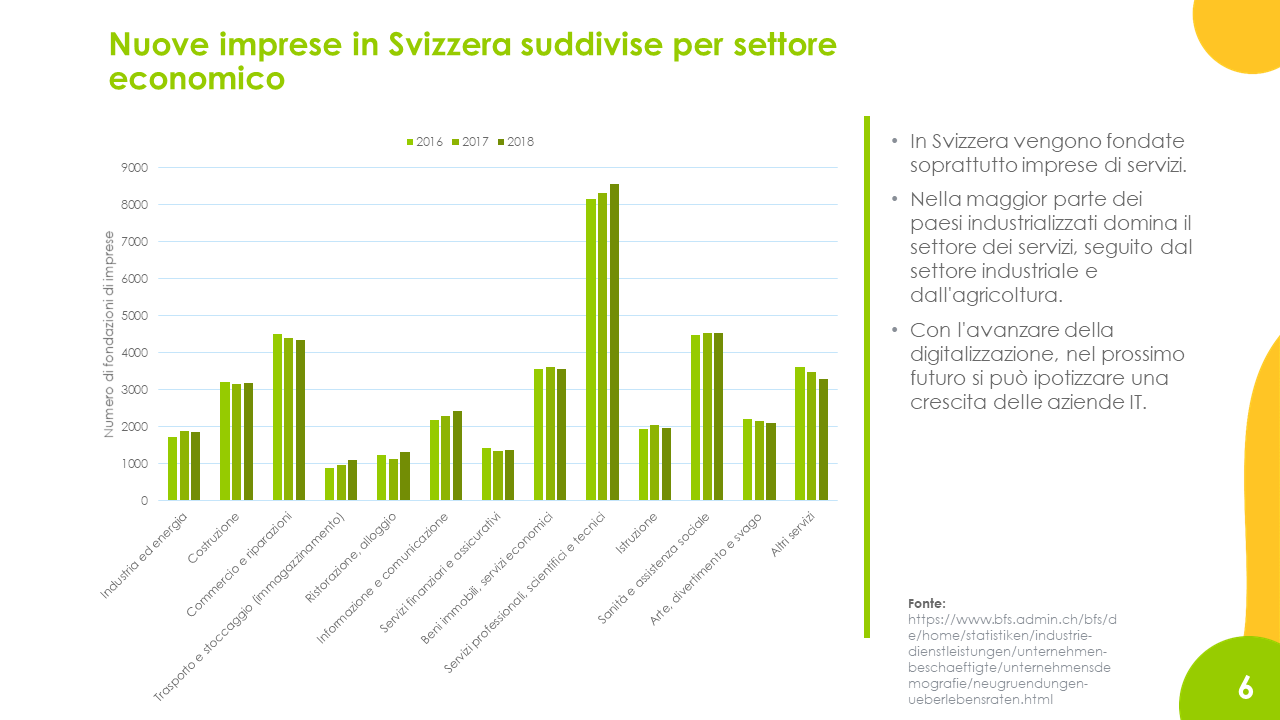 Nuove imprese in Svizzera suddivise per settore
economico
2016 2017 2018
Numero di fondazioni di imprese
9000
8000
7000
6000
5000
4000
3000
2000
1000
0
Industria ed energia
Costruzione
Commercio e riparazioni
Trasporto e stoccaggio (immagazzinamento)
Ristorazione, alloggio
Informazione e comunicazione
Servizi finanziari e assicurativi
Beni immobili, servizi economici
Servizi professionali, scientifici e tecnici
Istruzione
Sanità e assistenza sociale
Arte, divertimento e svago
Altri servizi
• In Svizzera vengono fondate
soprattutto imprese di servizi.
• Nella maggior parte dei
paesi industrializzati domina il
settore dei servizi, seguito dal
settore industriale e
dall'agricoltura.
• Con l'avanzare della
digitalizzazione, nel prossimo
futuro si può ipotizzare una
crescita delle aziende IT.
Fonte:
https://www.bfs.admin.ch/bfs/d
e/home/statistiken/industrie-
dienstleistungen/unternehmen-
beschaeftigte/unternehmensde
mografie/neugruendungen-
ueberlebensraten.html
6